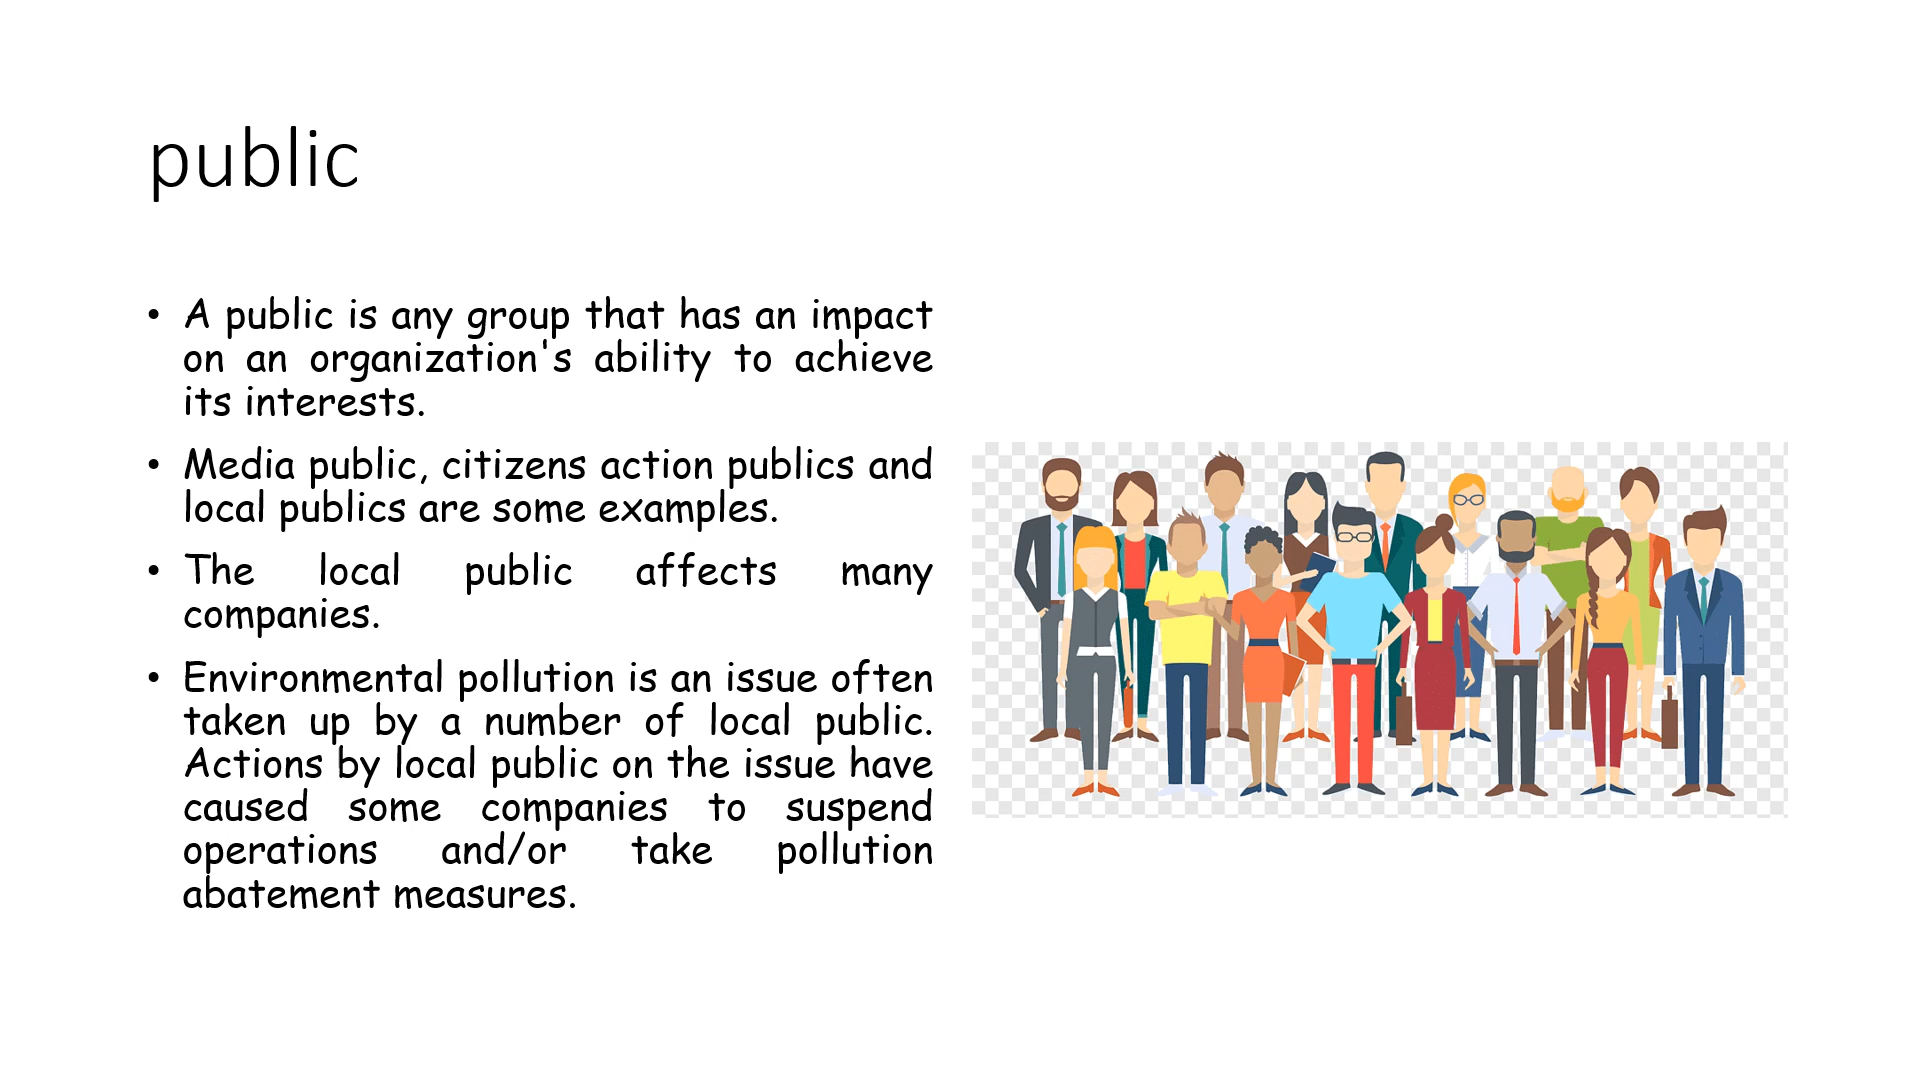 public
• A public is any group that has an impact
on an organization's ability to achieve
its interests.
• Media public, citizens action publics and
local publics are some examples.
• The local public affects many
companies.
• Environmental pollution is an issue often
taken up by a number of local public.
Actions by local public on the issue have
caused some companies to suspend
operations and/or take pollution
abatement measures.